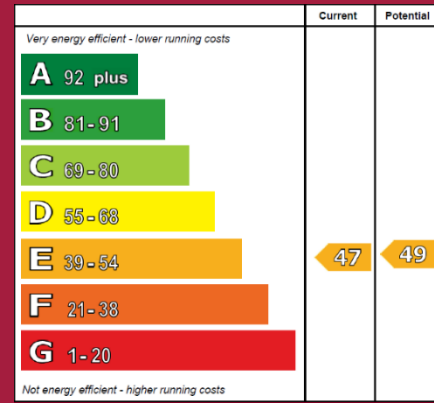 Current Potential
Very energy efficient - lower running costs
A 92 plus
B 81-91
C 69-80
D 55-68
E 39-54 47 49
F 21-38
G 1-20
Not energy efficient - higher running costs